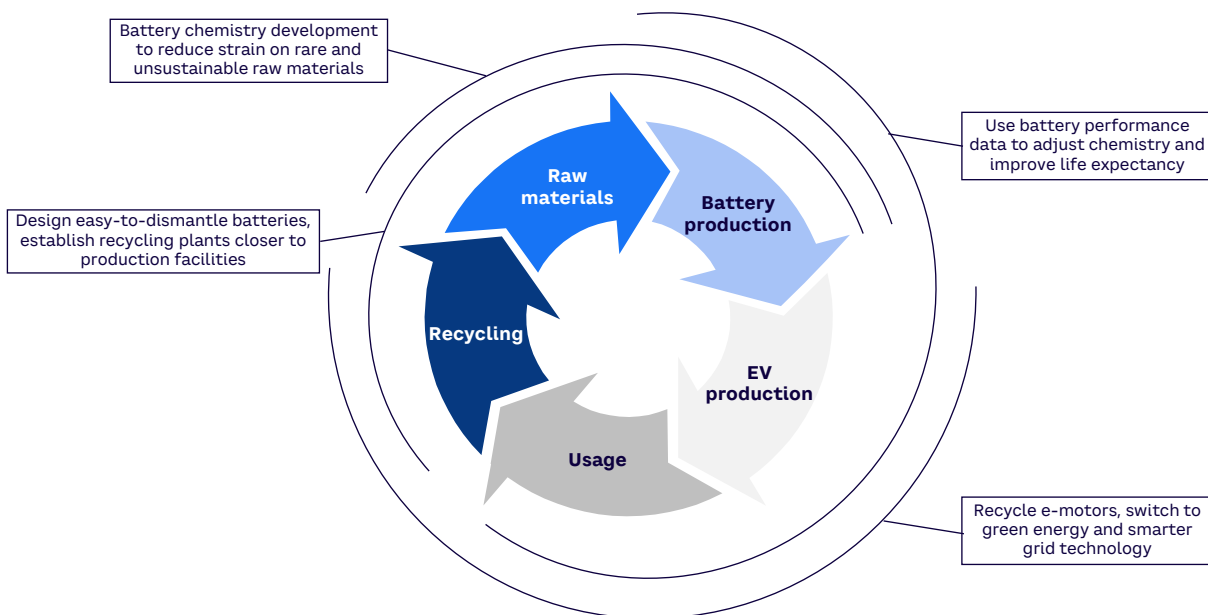 Battery chemistry development
to reduce strain on rare and
unsustainable raw materials
Use battery performance
data to adjust chemistry and
improve life expectancy
Raw
materials
Battery
production
Design easy-to-dismantle batteries,
establish recycling plants closer to
production facilities
Recycling
EV
production
Usage
Recycle e-motors, switch to
green energy and smarter
grid technology